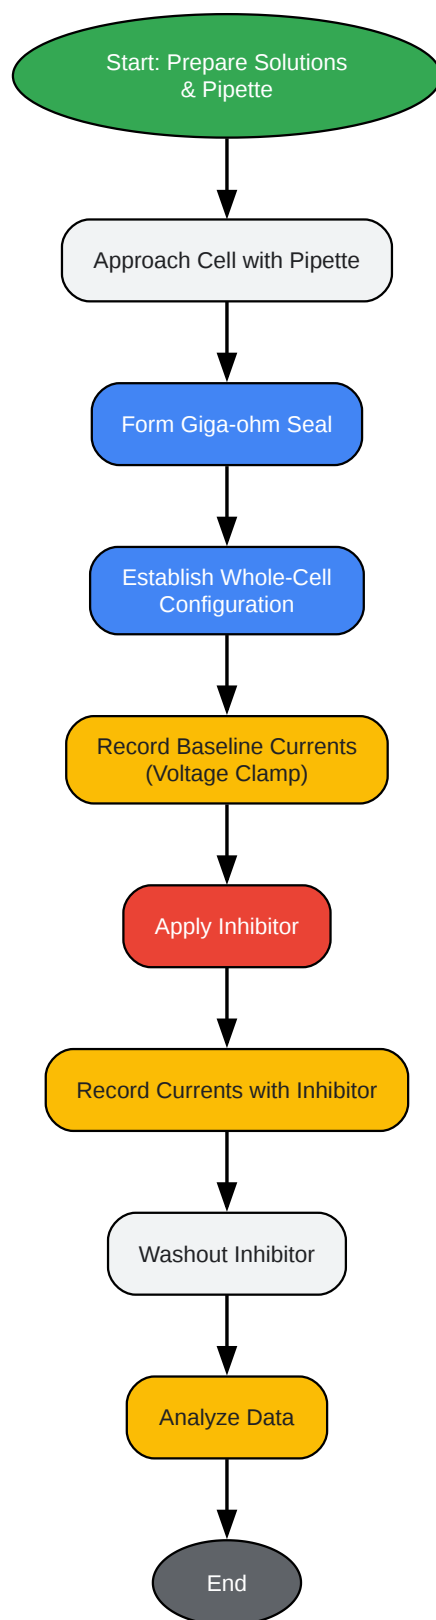 Start: Prepare Solutions
& Pipette
Approach Cell with Pipette
Form Giga-ohm Seal
Establish Whole-Cell
Configuration
Record Baseline Currents
(Voltage Clamp)
Apply Inhibitor
Record Currents with Inhibitor
Washout Inhibitor
Analyze Data
End